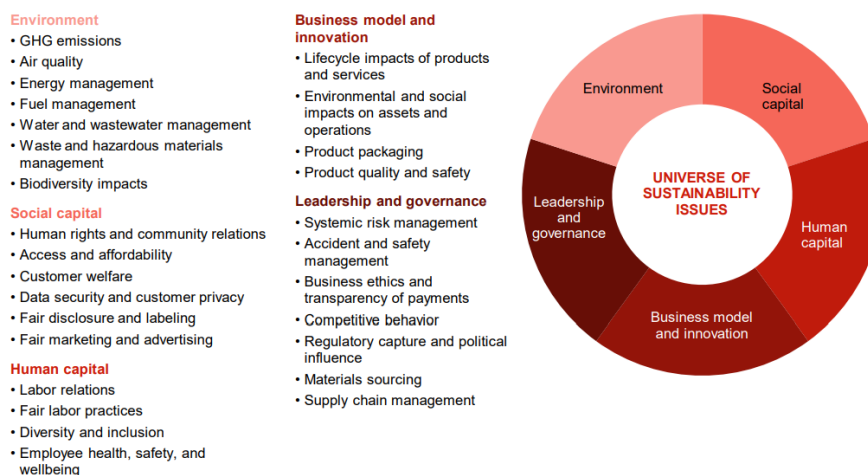 Environment
• GHG emissions
• Air quality
• Energy management
• Fuel management
• Water and wastewater management
• Waste and hazardous materials
management
• Biodiversity impacts
Social capital
• Human rights and community relations
• Access and affordability
• Customer welfare
• Data security and customer privacy
• Fair disclosure and labeling
• Fair marketing and advertising
Human capital
• Labor relations
• Fair labor practices
• Diversity and inclusion
• Employee health, safety, and
wellbeing
Business model and
innovation
• Lifecycle impacts of products
and services
• Environmental and social
impacts on assets and
operations
• Product packaging
• Product quality and safety
Leadership and governance
• Systemic risk management
• Accident and safety
management
• Business ethics and
transparency of payments
• Competitive behavior
• Regulatory capture and political
influence
• Materials sourcing
• Supply chain management
Environment
Social
capital
Human
capital
Business model
and innovation
Leadership
and
governance
UNIVERSE OF
SUSTAINABILITY
ISSUES